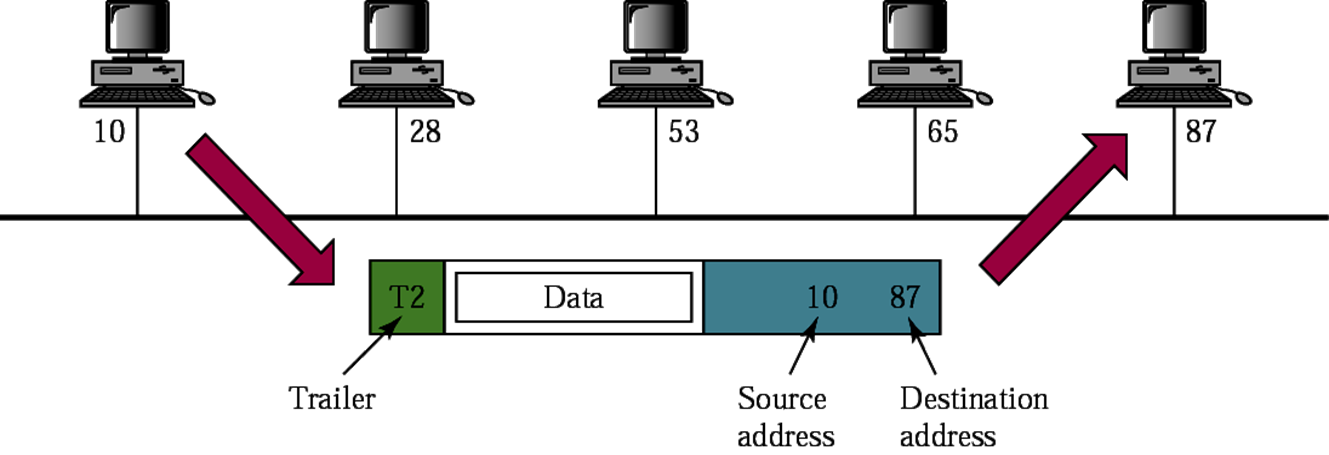 10
28
53
65
87
T2
Data
10
87
Trailer
Source
address
Destination
address